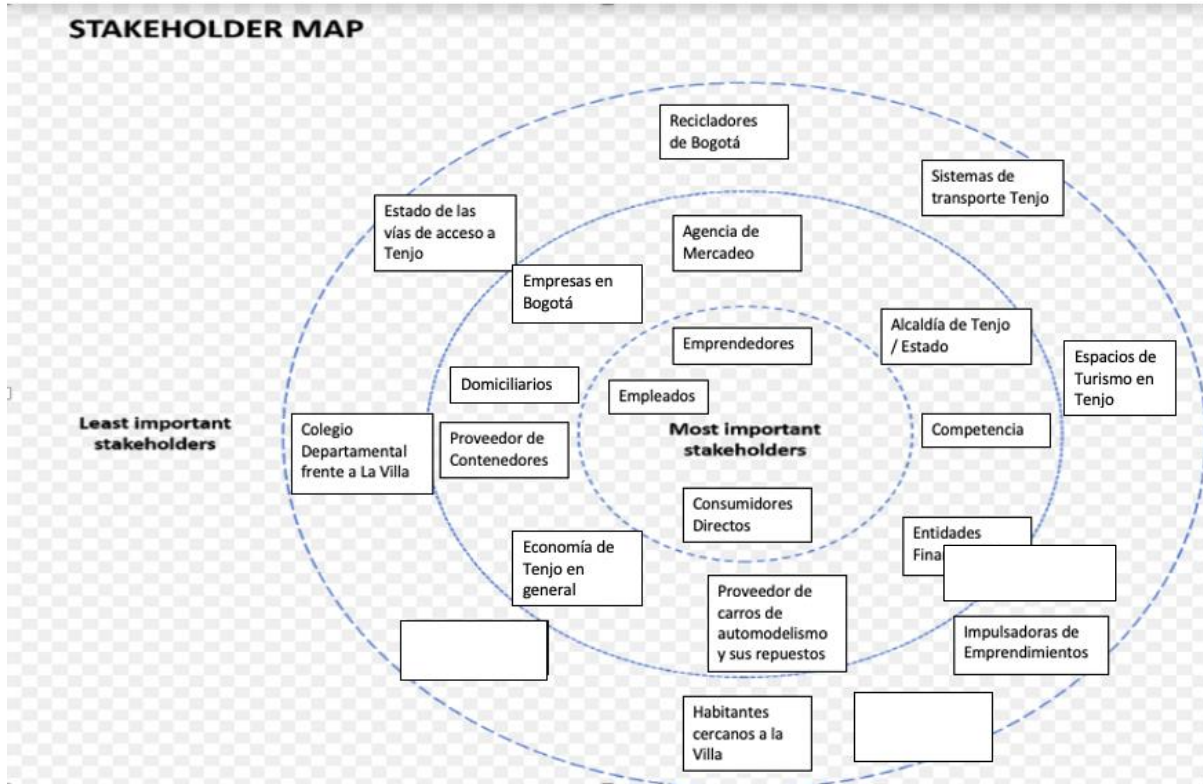 STAKEHOLDER MAP
Recicladores
de Bogotá
Sistemas de
transporte Tenjo
Estado de las
vías de acceso a
Tenjo
Agencia de
Mercadeo
Empresas en
Bogotá
Emprendedores
Alcaldía de Tenjo
/ Estado
Espacios de
Turismo en
Tenjo
Domiciliarios
Empleados
Least important
stakeholders
Colegio
Departamental
frente a La Villa
Proveedor de
Contenedores
Most important
stakeholders
Competencia
Consumidores
Directos
Economía de
Tenjo en
general
Entidades
Proveedor de
carros de
automodelismo
y sus repuestos
Impulsadoras de
Emprendimientos
Habitantes
cercanos a la
Villa